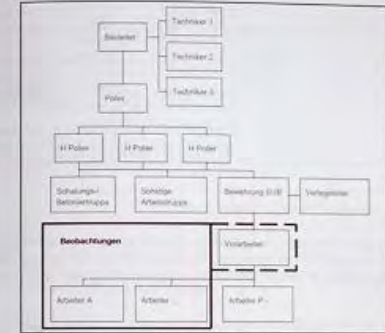 Bauleiter
Techniker 1
Techniker 2
Techniker 3
Polier
H Polier
H Polier
H Polier
Schalungs-/
Betoniertrupps
Sonstige
Arbeitstrupps
Bewehrung SUB
Beobachtungen
Vorarbeiter
Arbeiter A
Arbeiter ...
Arbeiter P